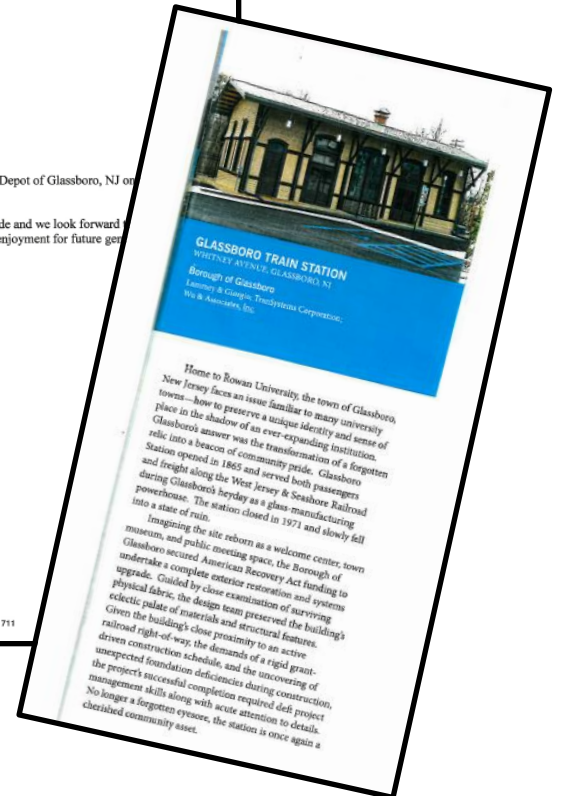 Depot of Glassboro, NJ on
de and we look forward t
enjoyment for future gen
711
GLASSBORO TRAIN STATION
WHITNEY AVENUE, GLASSBORO, NJ
Borough of Glassboro
Lammey & Giorgio; TranSystems Corporation;
Wu & Associates, Inc.
Home to Rowan University, the town of Glassboro,
New Jersey faces an issue familiar to many university
towns—how to preserve a unique identity and sense of
place in the shadow of an ever-expanding institution.
Glassboro's answer was the transformation of a forgotten
relic into a beacon of community pride. Glassboro
Station opened in 1865 and served both passengers
and freight along the West Jersey & Seashore Railroad
during Glassboro's heyday as a glass-manufacturing
powerhouse. The station closed in 1971 and slowly fell
into a state of ruin.
Imagining the site reborn as a welcome center, town
museum, and public meeting space, the Borough of
Glassboro secured American Recovery Act funding to
undertake a complete exterior restoration and systems
upgrade. Guided by close examination of surviving
physical fabric, the design team preserved the building's
eclectic palate of materials and structural features.
Given the building's close proximity to an active
railroad right-of-way, the demands of a rigid grant-
driven construction schedule, and the uncovering of
unexpected foundation deficiencies during construction,
the project's successful completion required deft project
management skills along with acute attention to details.
No longer a forgotten eyesore, the station is once again a
cherished community asset.